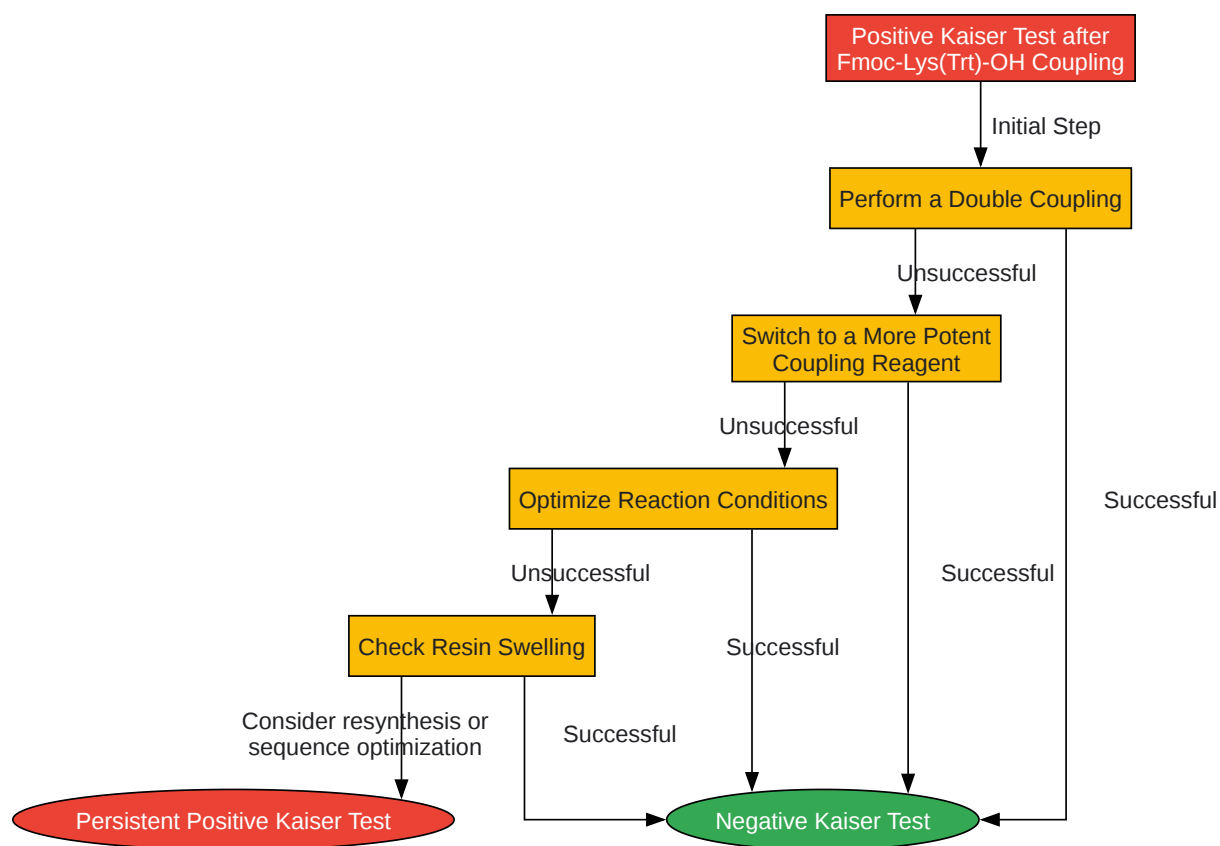 Positive Kaiser Test after
Fmoc-Lys(Trt)-OH Coupling
Initial Step
Perform a Double Coupling
Unsuccessful
Switch to a More Potent
Coupling Reagent
Unsuccessful
Optimize Reaction Conditions
Successful
Unsuccessful
Successful
Check Resin Swelling
Successful
Consider resynthesis or
sequence optimization
Successful
Persistent Positive Kaiser Test
Negative Kaiser Test